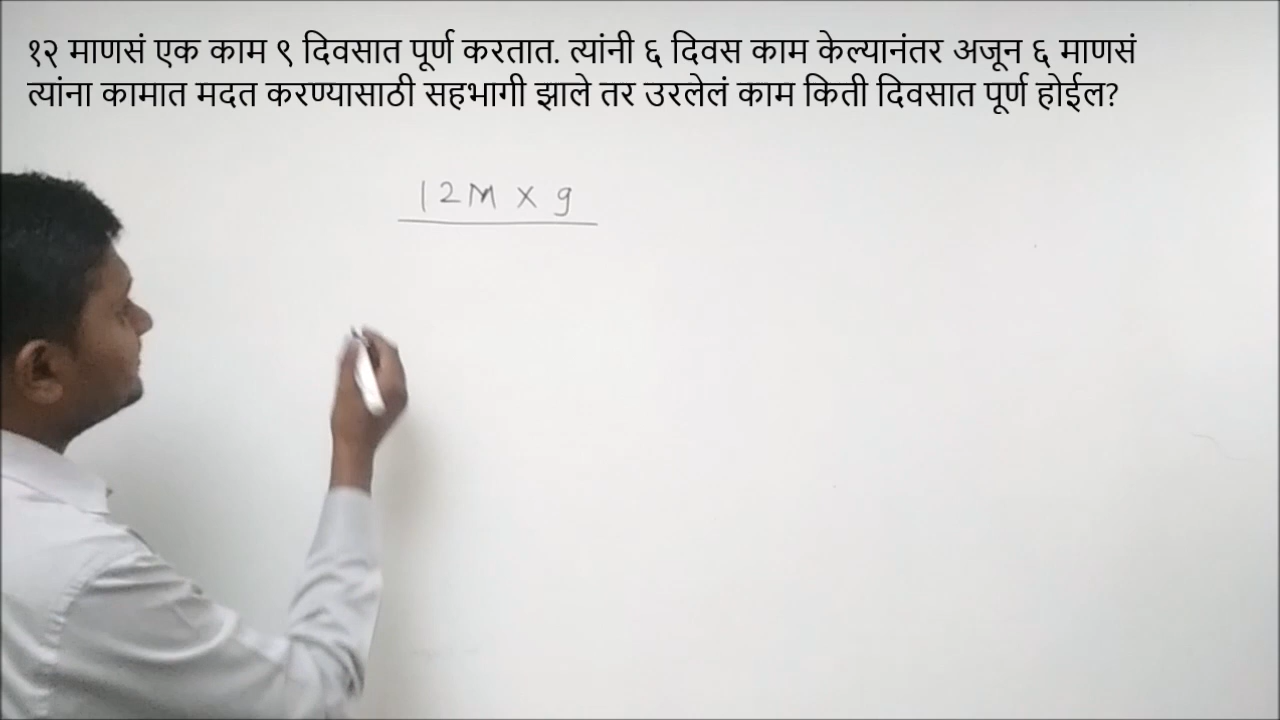 १२ माणसं एक काम ९ दिवसात पूर्ण करतात. त्यांनी ६ दिवस काम केल्यानंतर अजून ६ माणसं
त्यांना कामात मदत करण्यासाठी सहभागी झाले तर उरलेलं काम किती दिवसात पूर्ण होईल?
12M × 9